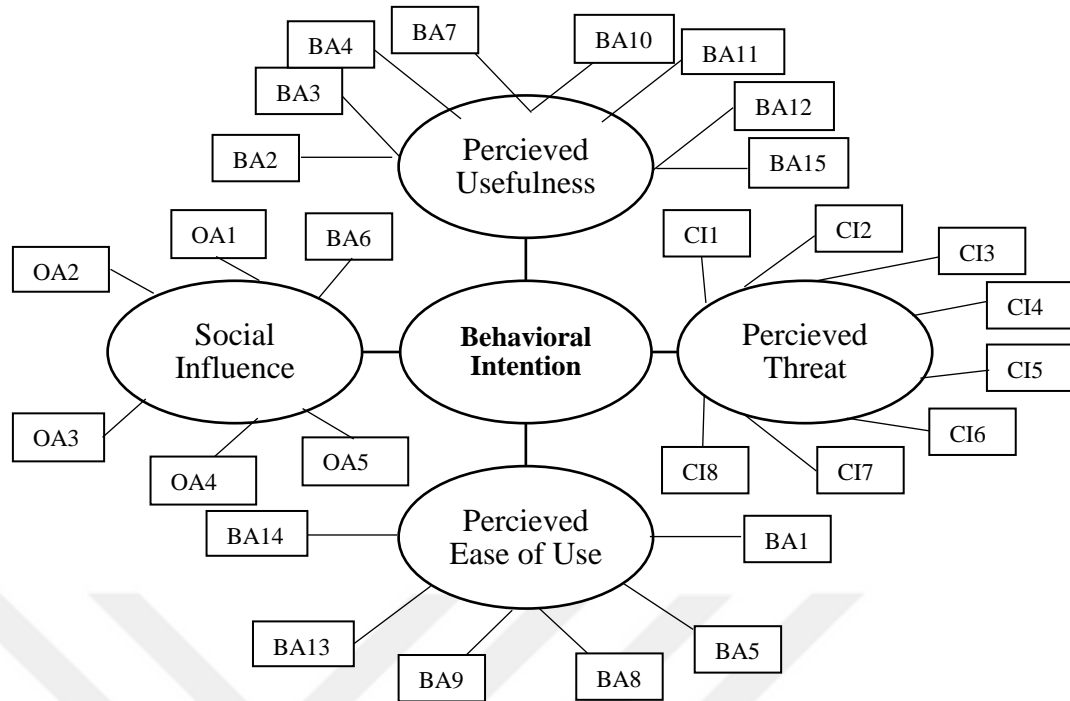 BA7
BA10
BA4
BA11
BA3
BA12
BA2
BA15
Percieved
Usefulness
OA1
BA6
CI1
CI2
CI3
OA2
CI4
Social
Influence
Behavioral
Intention
Percieved
Threat
CI5
OA3
OA4
OA5
CI8
CI7
CI6
BA14
Percieved
Ease of Use
BA1
BA13
BA9
BA8
BA5